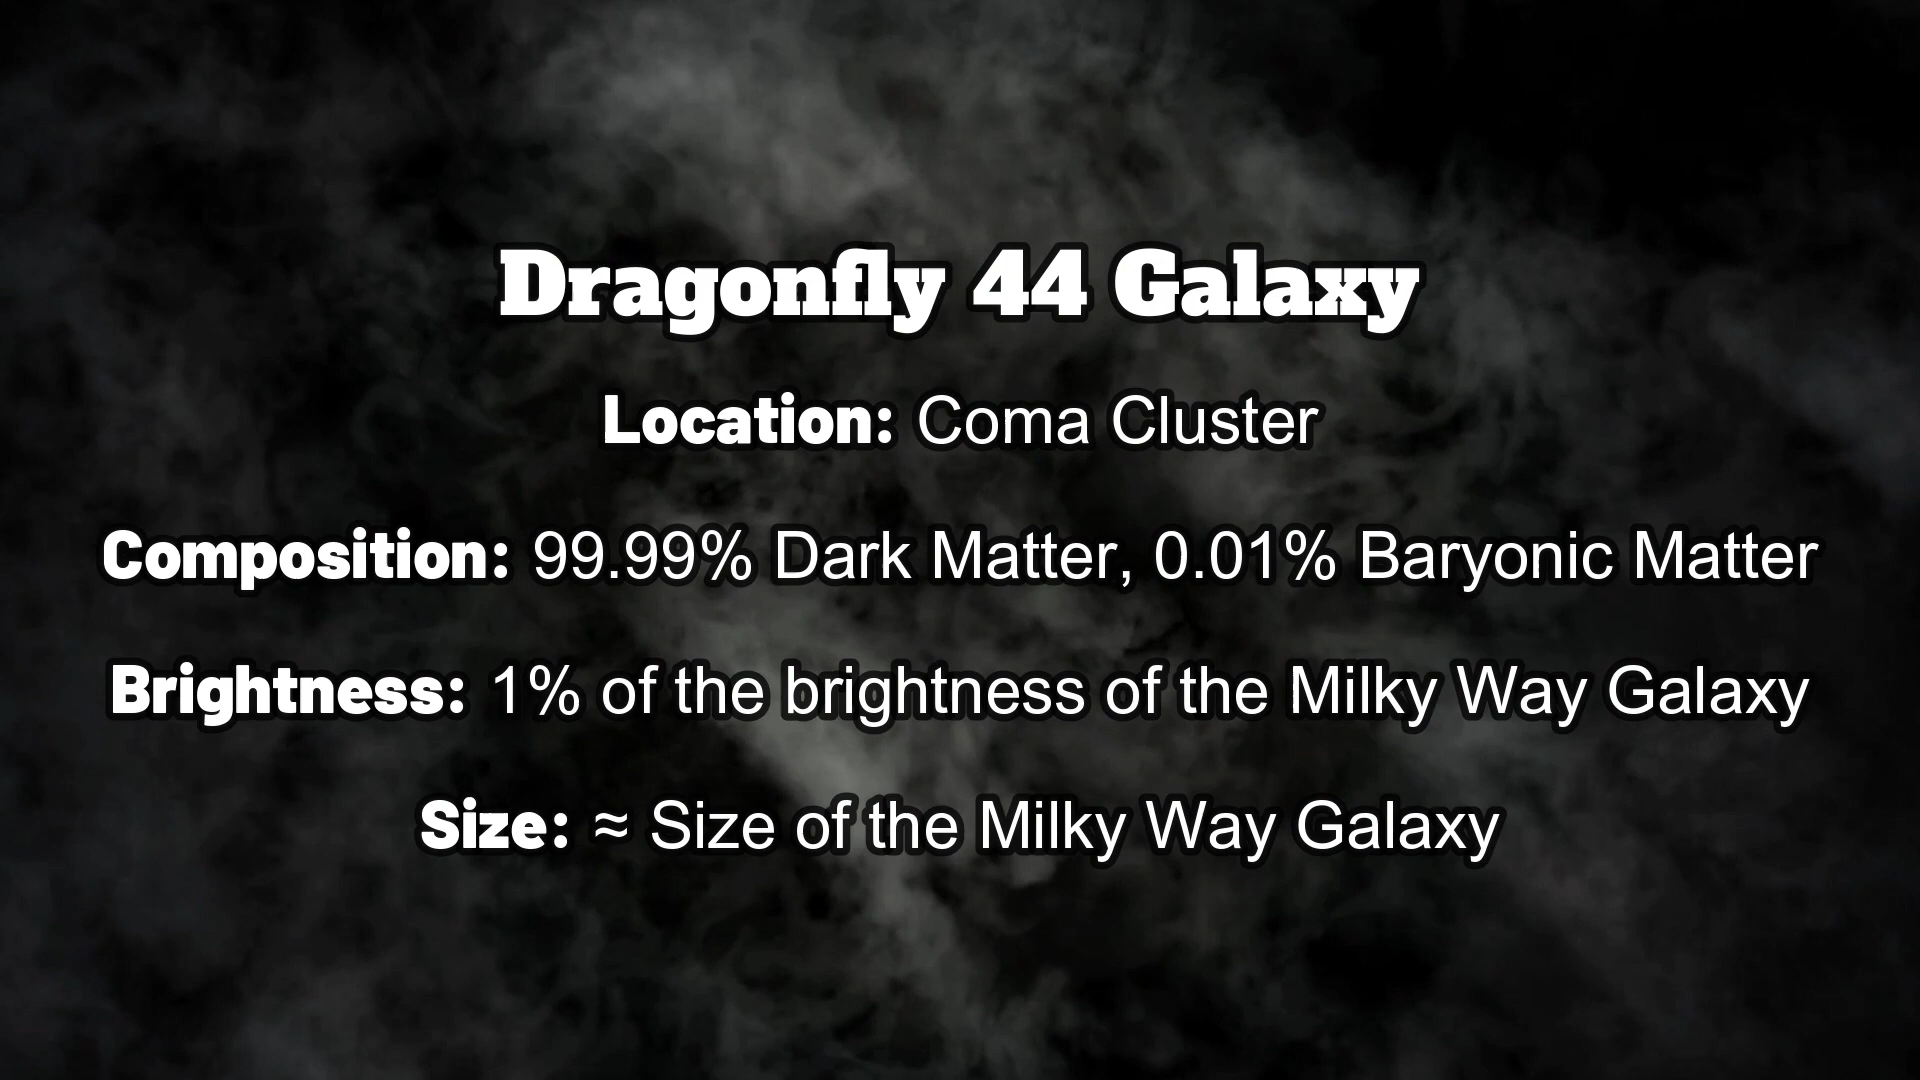 Dragonfly 44 Galaxy
Location: Coma Cluster
Composition: 99.99% Dark Matter, 0.01% Baryonic Matter
Brightness: 1% of the brightness of the Milky Way Galaxy
Size: ≈ Size of the Milky Way Galaxy